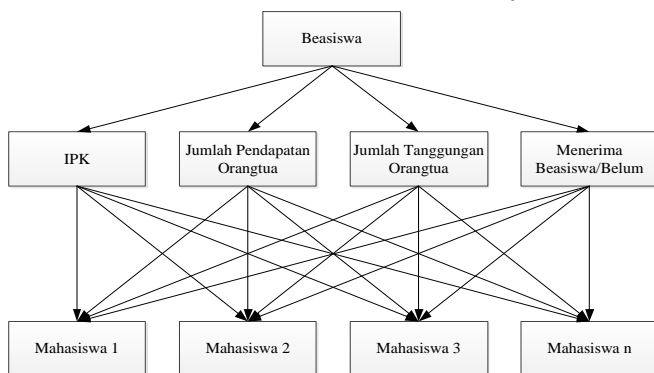 Beasiswa
IPK
Jumlah Pendapatan
Orangtua
Jumlah Tanggungan
Orangtua
Menerima
Beasiswa/Belum
Mahasiswa 1
Mahasiswa 2
Mahasiswa 3
Mahasiswa n